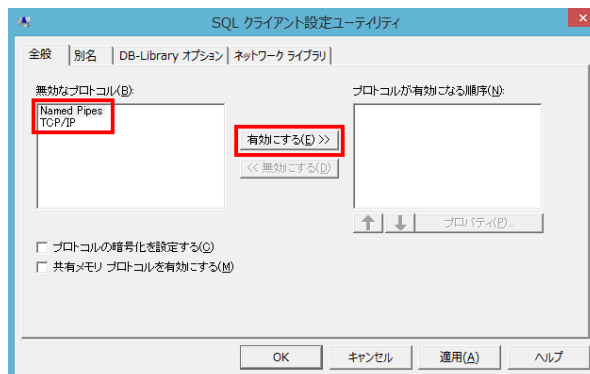 SQL クライアント設定ユーティリティ
全般 別名 DB-Library オプション ネットワーク ライブラリ
無効なプロトコル(B): プロトコルが有効になる順序(N):
Named Pipes
TCP/IP
有効にする(E) >>
<< 無効にする(D)
プロパティ(P)...
プロトコルの暗号化を設定する(C)
共有メモリ プロトコルを有効にする(M)
OK キャンセル 適用(A) ヘルプ